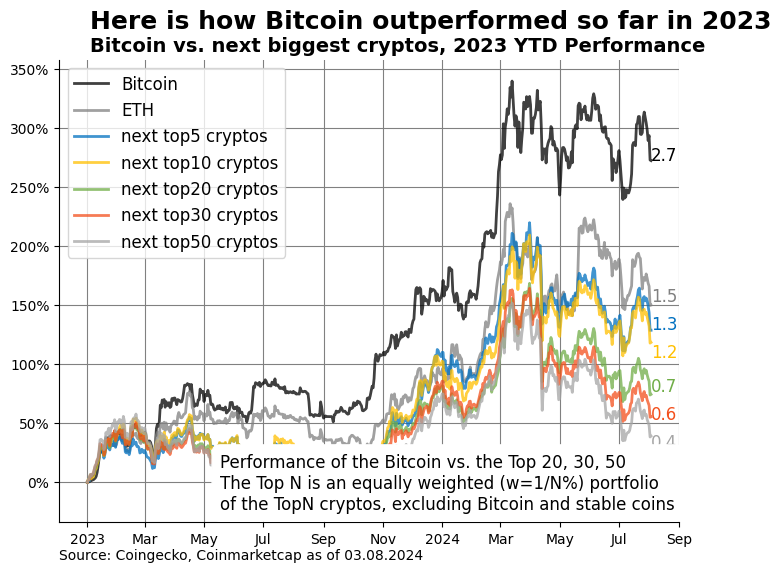 Here is how Bitcoin outperformed so far in 2023
Bitcoin vs. next biggest cryptos, 2023 YTD Performance
350%
300%
250%
200%
150%
100%
50%
0%
Bitcoin
ETH
next top5 cryptos
next top10 cryptos
next top20 cryptos
next top30 cryptos
next top50 cryptos
2.7
1.5
1.3
1.2
0.7
0.6
0.4
Performance of the Bitcoin vs. the Top 20, 30, 50
The Top N is an equally weighted (w=1/N%) portfolio
of the TopN cryptos, excluding Bitcoin and stable coins
2023 Mar May Jul Sep Nov 2024 Mar May Jul Sep
Source: Coingecko, Coinmarketcap as of 03.08.2024